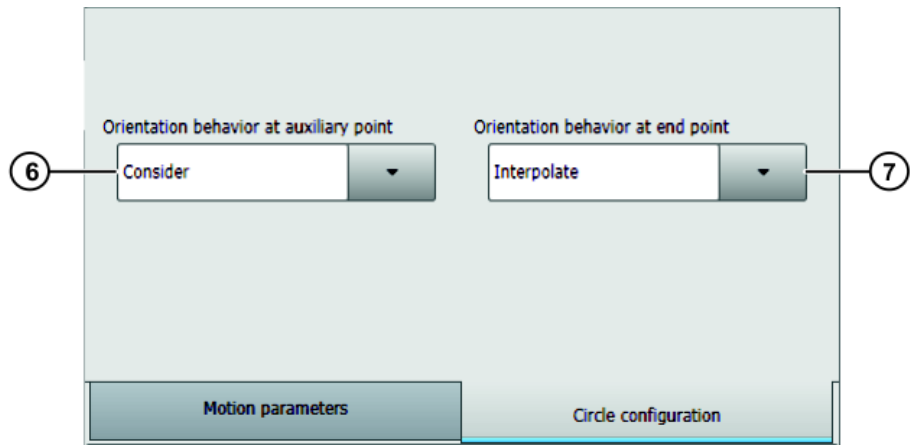 Orientation behavior at auxiliary point
Orientation behavior at end point
6
Consider
Interpolate
7
Motion parameters
Circle configuration